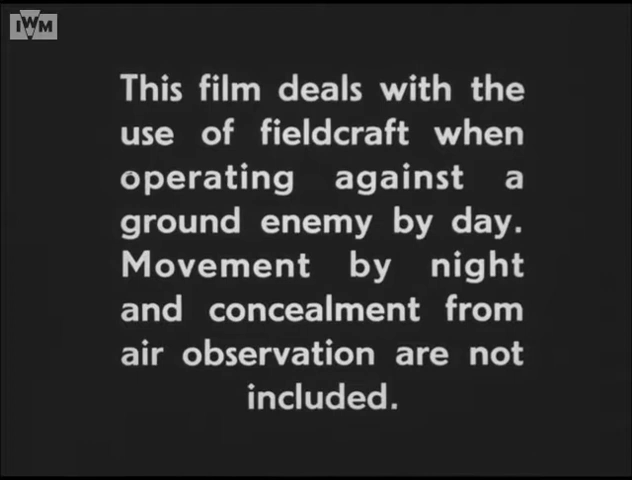 IWM
This film deals with the
use of fieldcraft when
operating against a
ground enemy by day.
Movement by night
and concealment from
air observation are not
included.